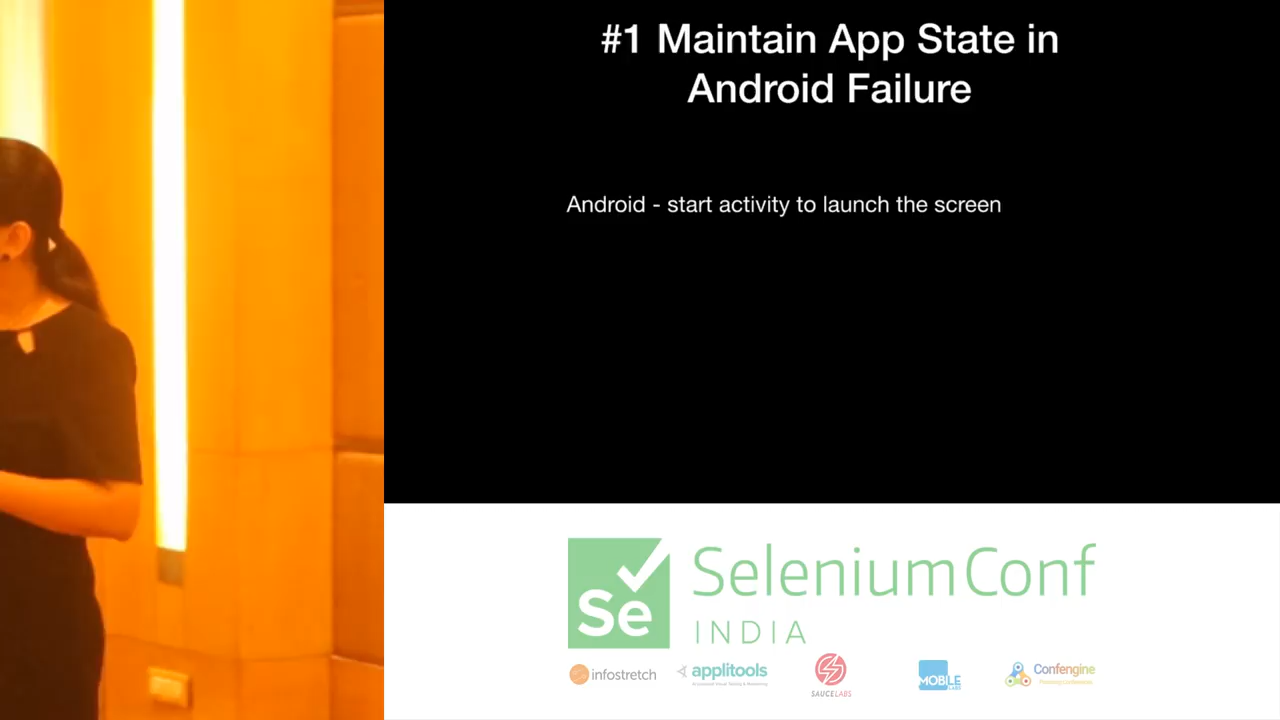 #1 Maintain App State in
Android Failure
Android - start activity to launch the screen
Se
SeleniumConf
INDIA
infostretch
applitools
SAUCELABS
MOBILE
LABS
Confengine